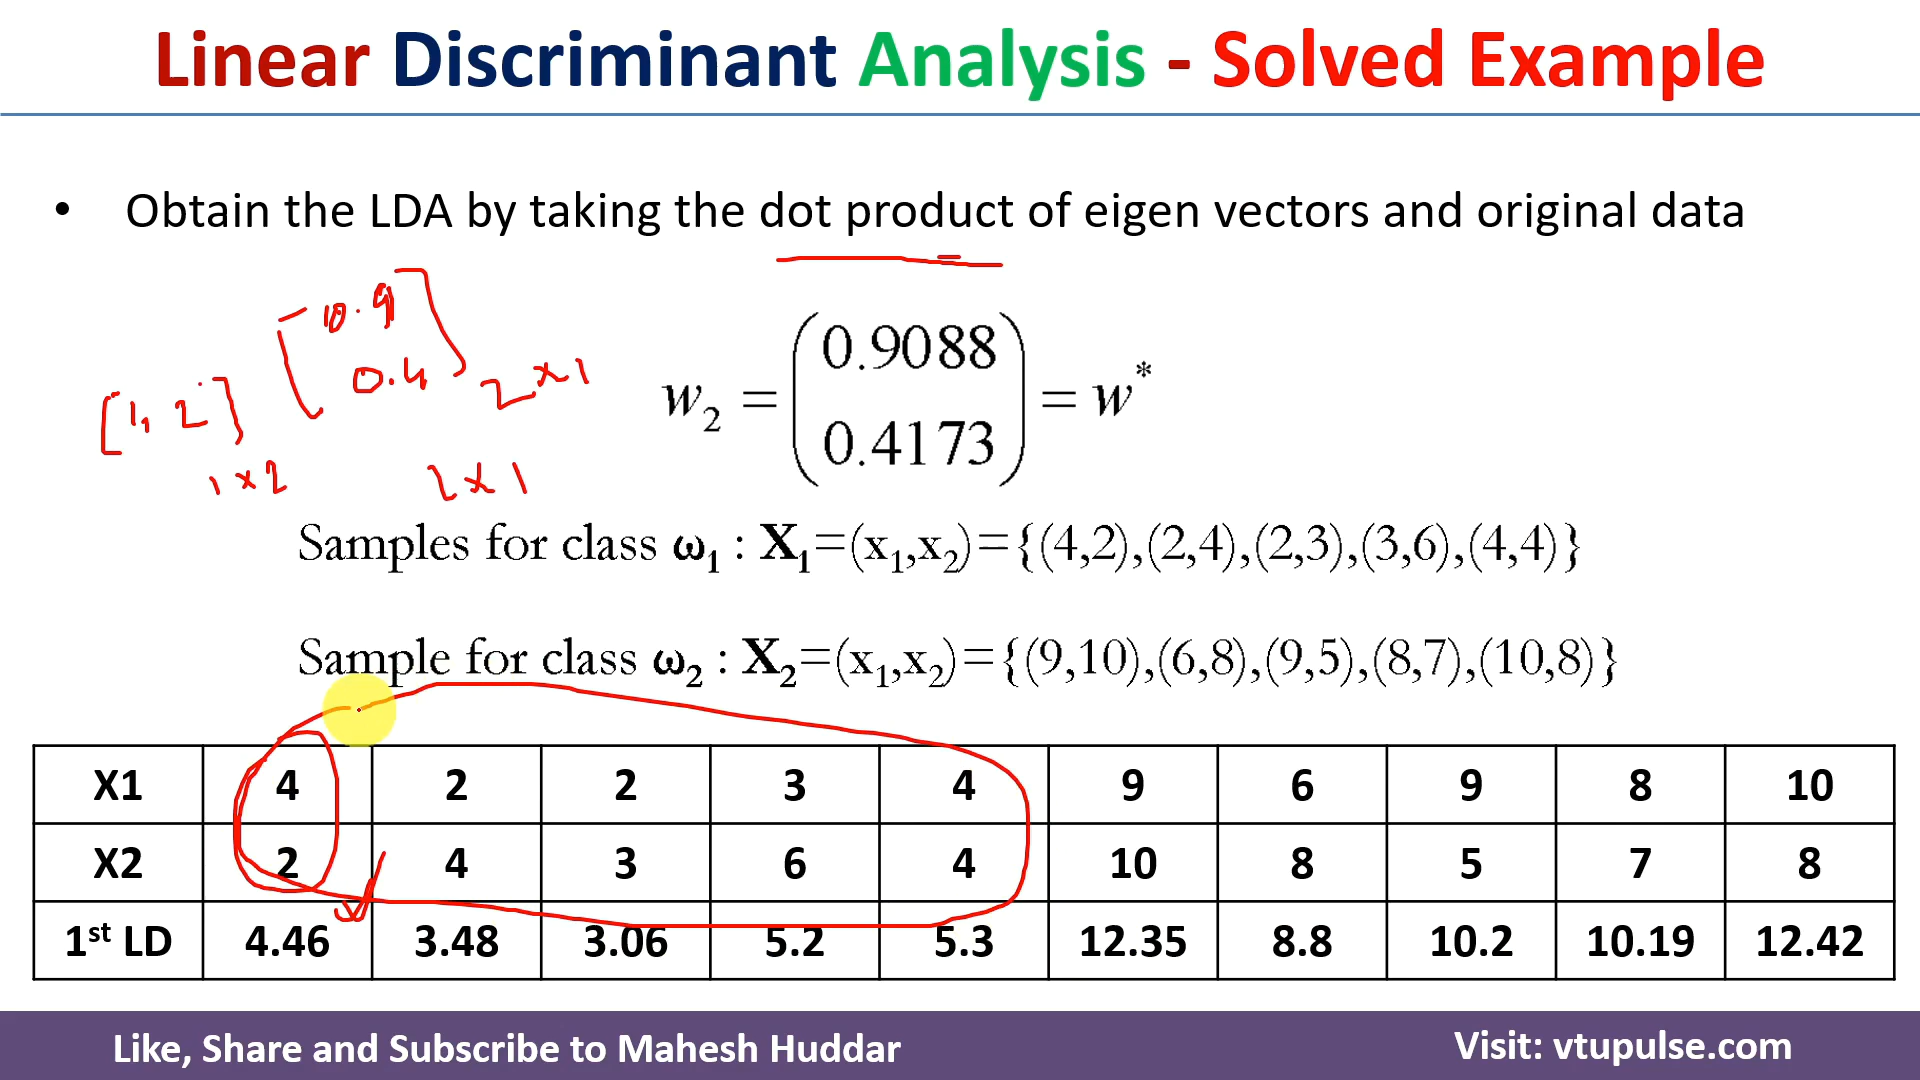 Linear Discriminant Analysis - Solved Example
• Obtain the LDA by taking the dot product of eigen vectors and original data
[1, 2] [0.9 0.4] 2×1
1×2 2×1
w₂ = (0.9088 0.4173) = w*
Samples for class ω₁ : X₁=(x₁,x₂)={(4,2),(2,4),(2,3),(3,6),(4,4)}
Sample for class ω₂ : X₂=(x₁,x₂)={(9,10),(6,8),(9,5),(8,7),(10,8)}
X1 4 2 2 3 4 9 6 9 8 10
X2 2 4 3 6 4 10 8 5 7 8
1st LD 4.46 3.48 3.06 5.2 5.3 12.35 8.8 10.2 10.19 12.42
Like, Share and Subscribe to Mahesh Huddar Visit: vtupulse.com